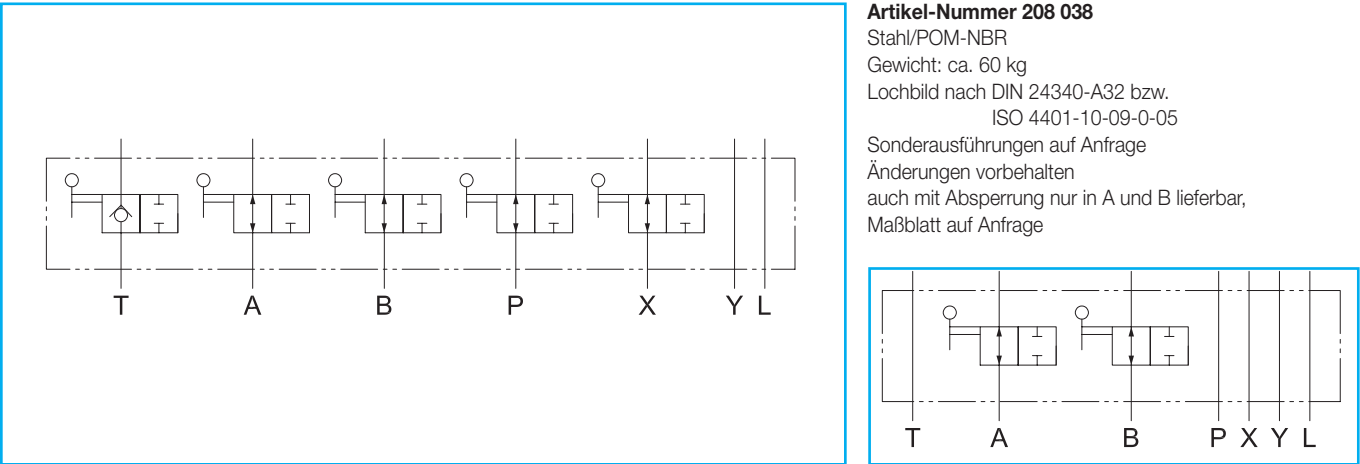 Artikel-Nummer 208 038
Stahl/POM-NBR
Gewicht: ca. 60 kg
Lochbild nach DIN 24340-A32 bzw.
ISO 4401-10-09-0-05
Sonderausführungen auf Anfrage
Änderungen vorbehalten
auch mit Absperrung nur in A und B lieferbar,
Maßblatt auf Anfrage
T A B P X Y L
T A B P X Y L